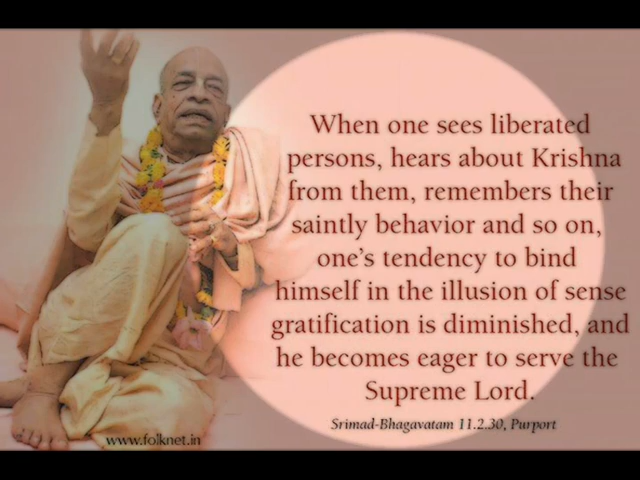 When one sees liberated
persons, hears about Krishna
from them, remembers their
saintly behavior and so on,
one's tendency to bind
himself in the illusion of sense
gratification is diminished, and
he becomes eager to serve the
Supreme Lord.
Srimad-Bhagavatam 11.2.30, Purport
www.folknet.in